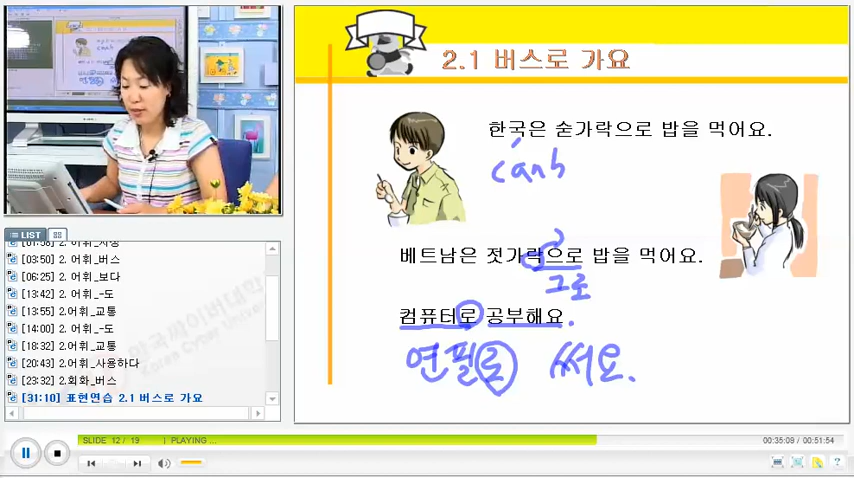 2.1 버스로 가요
한국은 숟가락으로 밥을 먹어요.
canh
베트남은 젓가락으로 밥을 먹어요.
그로
컴퓨터로 공부해요.
연필로 써요.
LIST
[03:50] 2. 어휘_버스
[06:25] 2. 어휘_보다
[13:42] 2. 어휘_-도
[13:55] 2. 어휘_교통
[14:00] 2. 어휘_-도
[18:32] 2. 어휘_교통
[20:43] 2.어휘_사용하다
[23:32] 2.회화_버스
[31:10] 표현연습 2.1 버스로 가요
SLIDE 12 / 19 | PLAYING ...
00:35:09 / 00:51:54